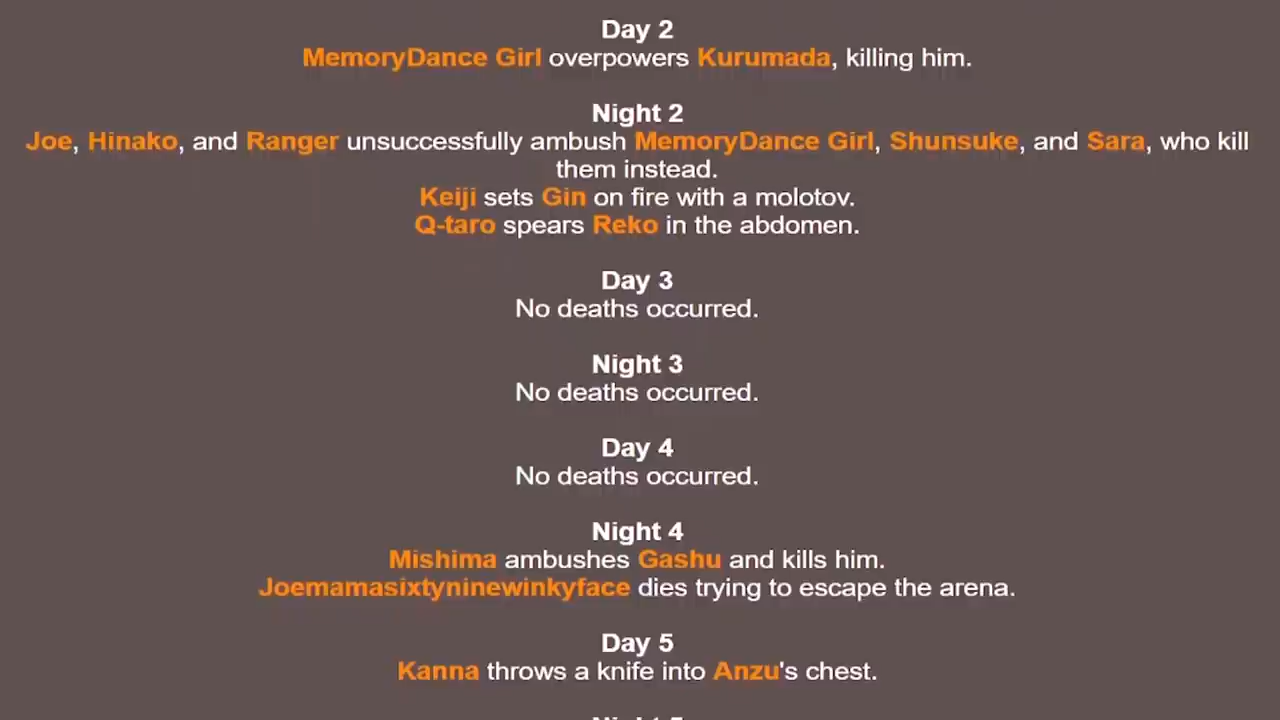 Day 2
MemoryDance Girl overpowers Kurumada, killing him.
Night 2
Joe, Hinako, and Ranger unsuccessfully ambush MemoryDance Girl, Shunsuke, and Sara, who kill
them instead.
Keiji sets Gin on fire with a molotov.
Q-taro spears Reko in the abdomen.
Day 3
No deaths occurred.
Night 3
No deaths occurred.
Day 4
No deaths occurred.
Night 4
Mishima ambushes Gashu and kills him.
Joemamasixtyninewinkyface dies trying to escape the arena.
Day 5
Kanna throws a knife into Anzu's chest.